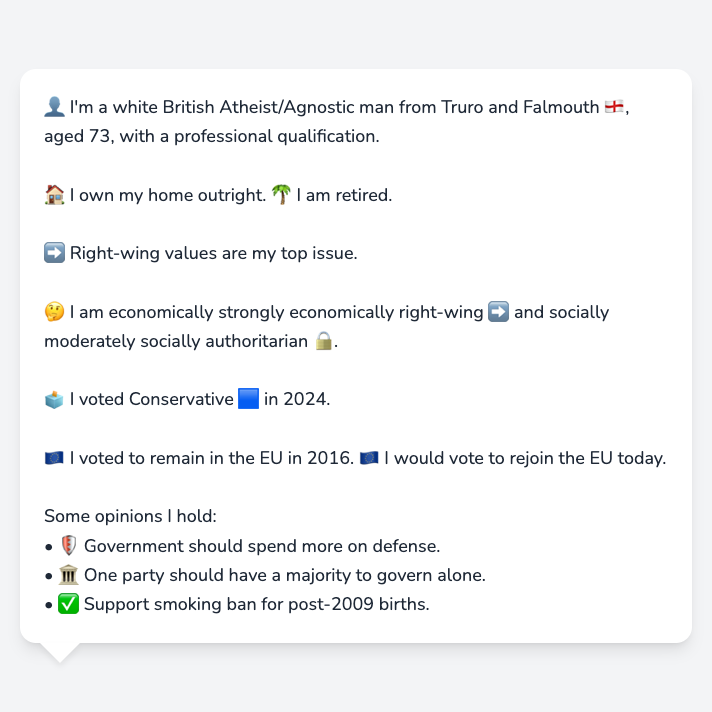 👤 I'm a white British Atheist/Agnostic man from Truro and Falmouth 🏴󠁧󠁢󠁥󠁮󠁧󠁿,
aged 73, with a professional qualification.
🏠 I own my home outright. 🌴 I am retired.
➡️ Right-wing values are my top issue.
🤔 I am economically strongly economically right-wing ➡️ and socially
moderately socially authoritarian 🔒.
🗳️ I voted Conservative 🟦 in 2024.
🇪🇺 I voted to remain in the EU in 2016. 🇪🇺 I would vote to rejoin the EU today.
Some opinions I hold:
• 🛡️ Government should spend more on defense.
• 🏛️ One party should have a majority to govern alone.
• ✅ Support smoking ban for post-2009 births.